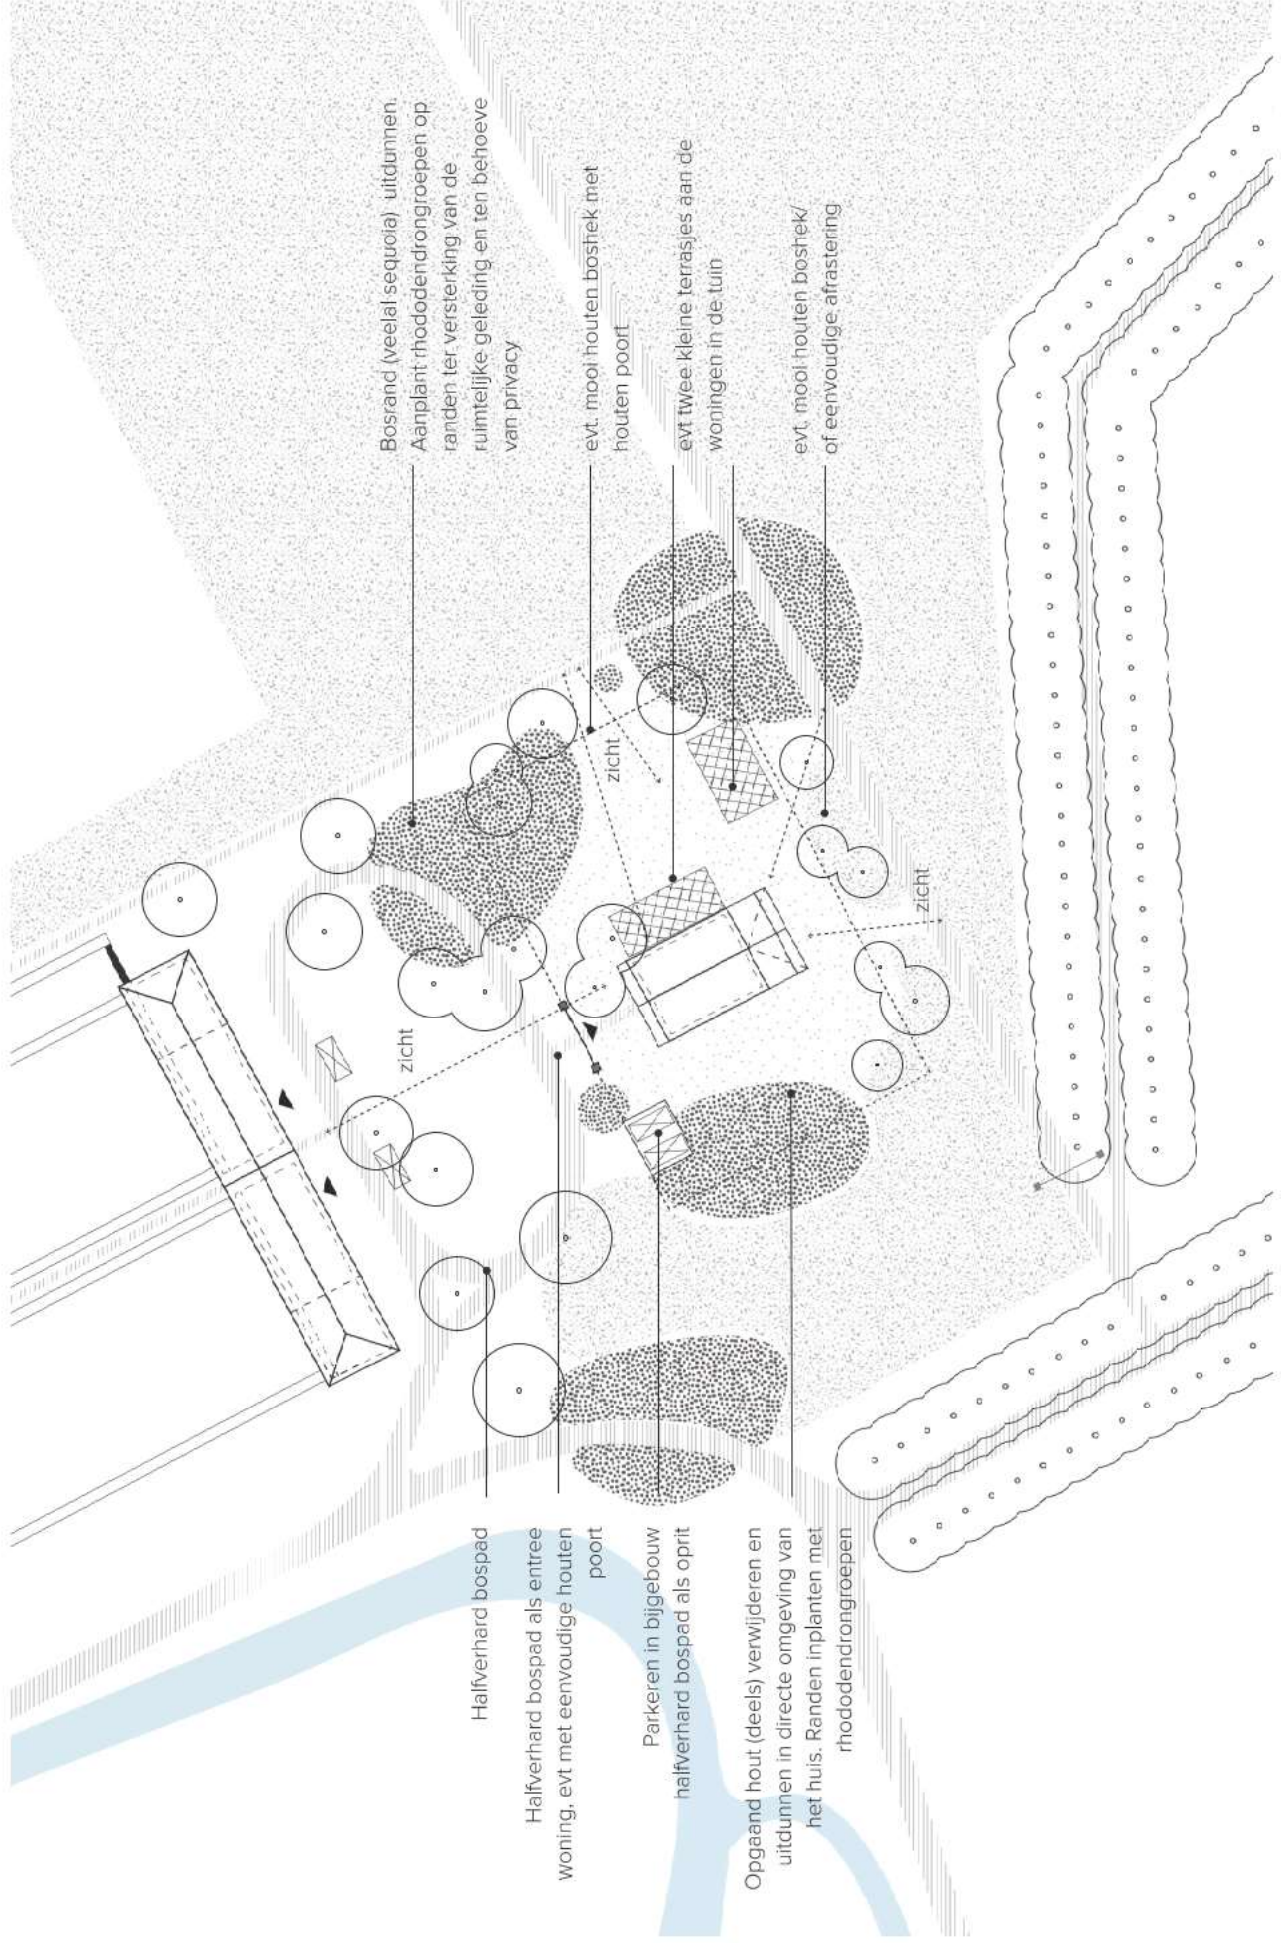 Bosrand (veelal sequoia) uitdunnen.
Aanplant rhododendrongroepen op
randen ter versterking van de
ruimtelijke geleding en ten behoeve
van privacy
evt. mooi houten boshek met
houten poort
evt twee kleine terrasjes aan de
woningen in de tuin
evt. mooi houten boshek/
of eenvoudige afrastering
zicht
zicht
zicht
Halfverhard bospad
Halfverhard bospad als entree
woning, evt met eenvoudige houten
poort
Parkeren in bijgebouw
halfverhard bospad als oprit
Opgaand hout (deels) verwijderen en
uitdunnen in directe omgeving van
het huis. Randen inplanten met
rhododendrongroepen